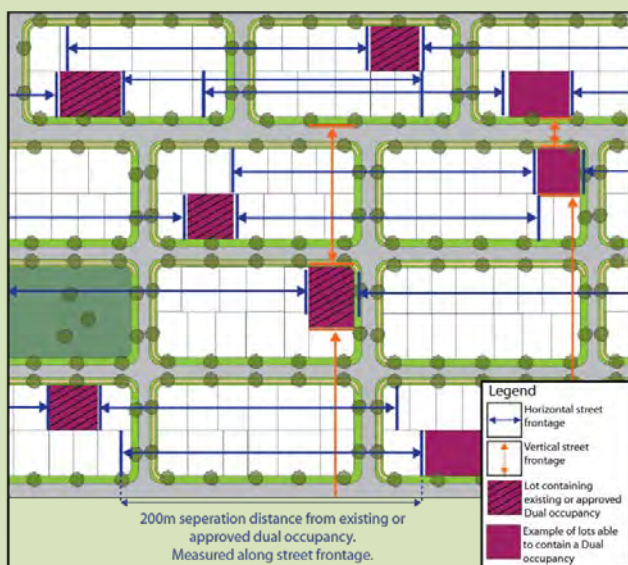 Legend
Horizontal street
frontage
Vertical street
frontage
Lot containing
existing or approved
Dual occupancy
Example of lots able
to contain a Dual
occupancy
200m seperation distance from existing or
approved dual occupancy.
Measured along street frontage.